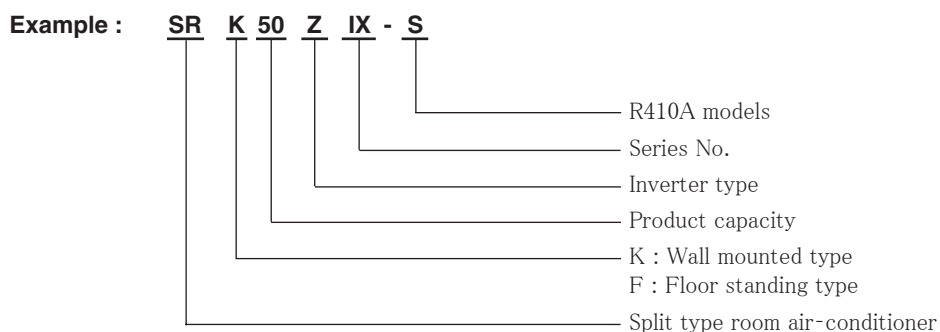 Example : SR K 50 Z IX - S
R410A models
Series No.
Inverter type
Product capacity
K : Wall mounted type
F : Floor standing type
Split type room air-conditioner